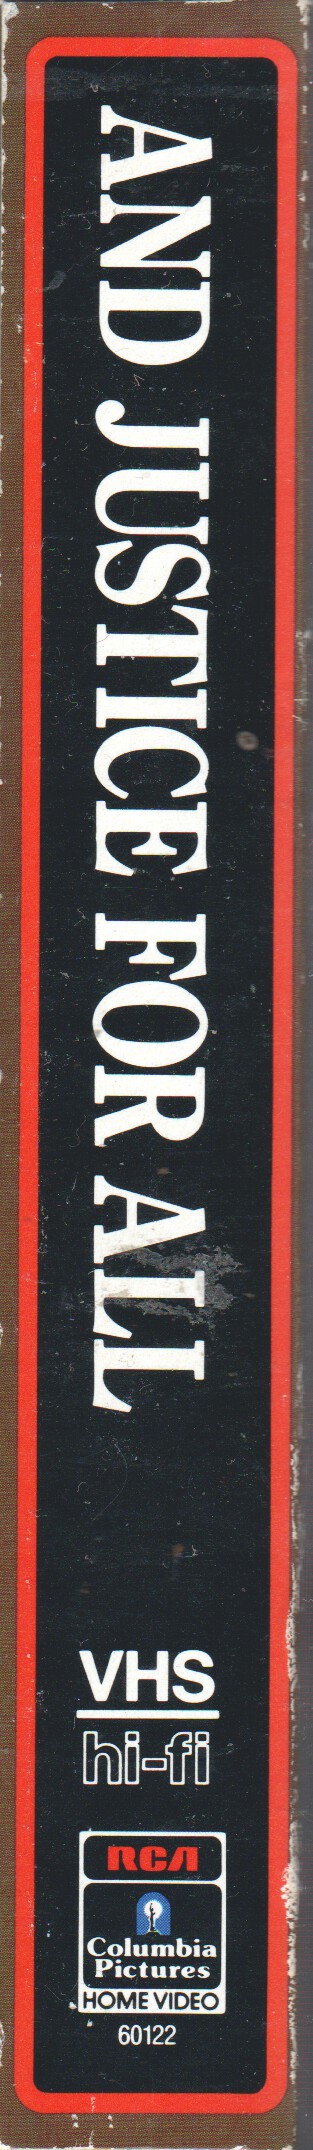 AND JUSTICE FOR ALL
VHS
hi-fi
RCA
Columbia
Pictures
HOME VIDEO
60122